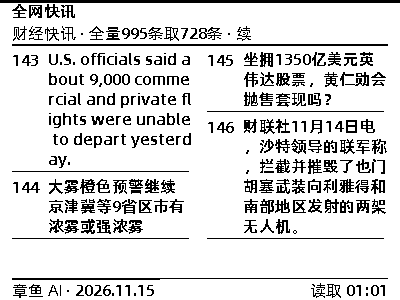 全网快讯
财经快讯 · 全量995条取728条 · 续
143 U.S. officials said a
bout 9,000 comme
rcial and private fl
ights were unable
to depart yesterd
ay.
144 大雾橙色预警继续
京津冀等9省区市有
浓雾或强浓雾
145 坐拥1350亿美元英
伟达股票，黄仁勋会
抛售套现吗？
146 财联社11月14日电
，沙特领导的联军称
，拦截并摧毁了也门
胡塞武装向利雅得和
南部地区发射的两架
无人机。
章鱼 AI · 2026.11.15
读取 01:01